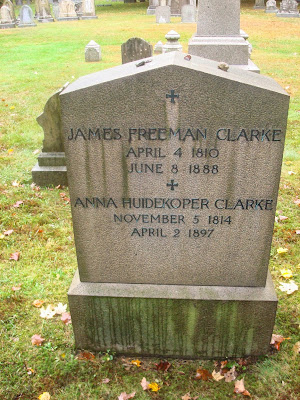 JAMES FREEMAN CLARKE
APRIL 4 1810
JUNE 8 1888
ANNA HUIDEKOPER CLARKE
NOVEMBER 5 1814
APRIL 2 1897